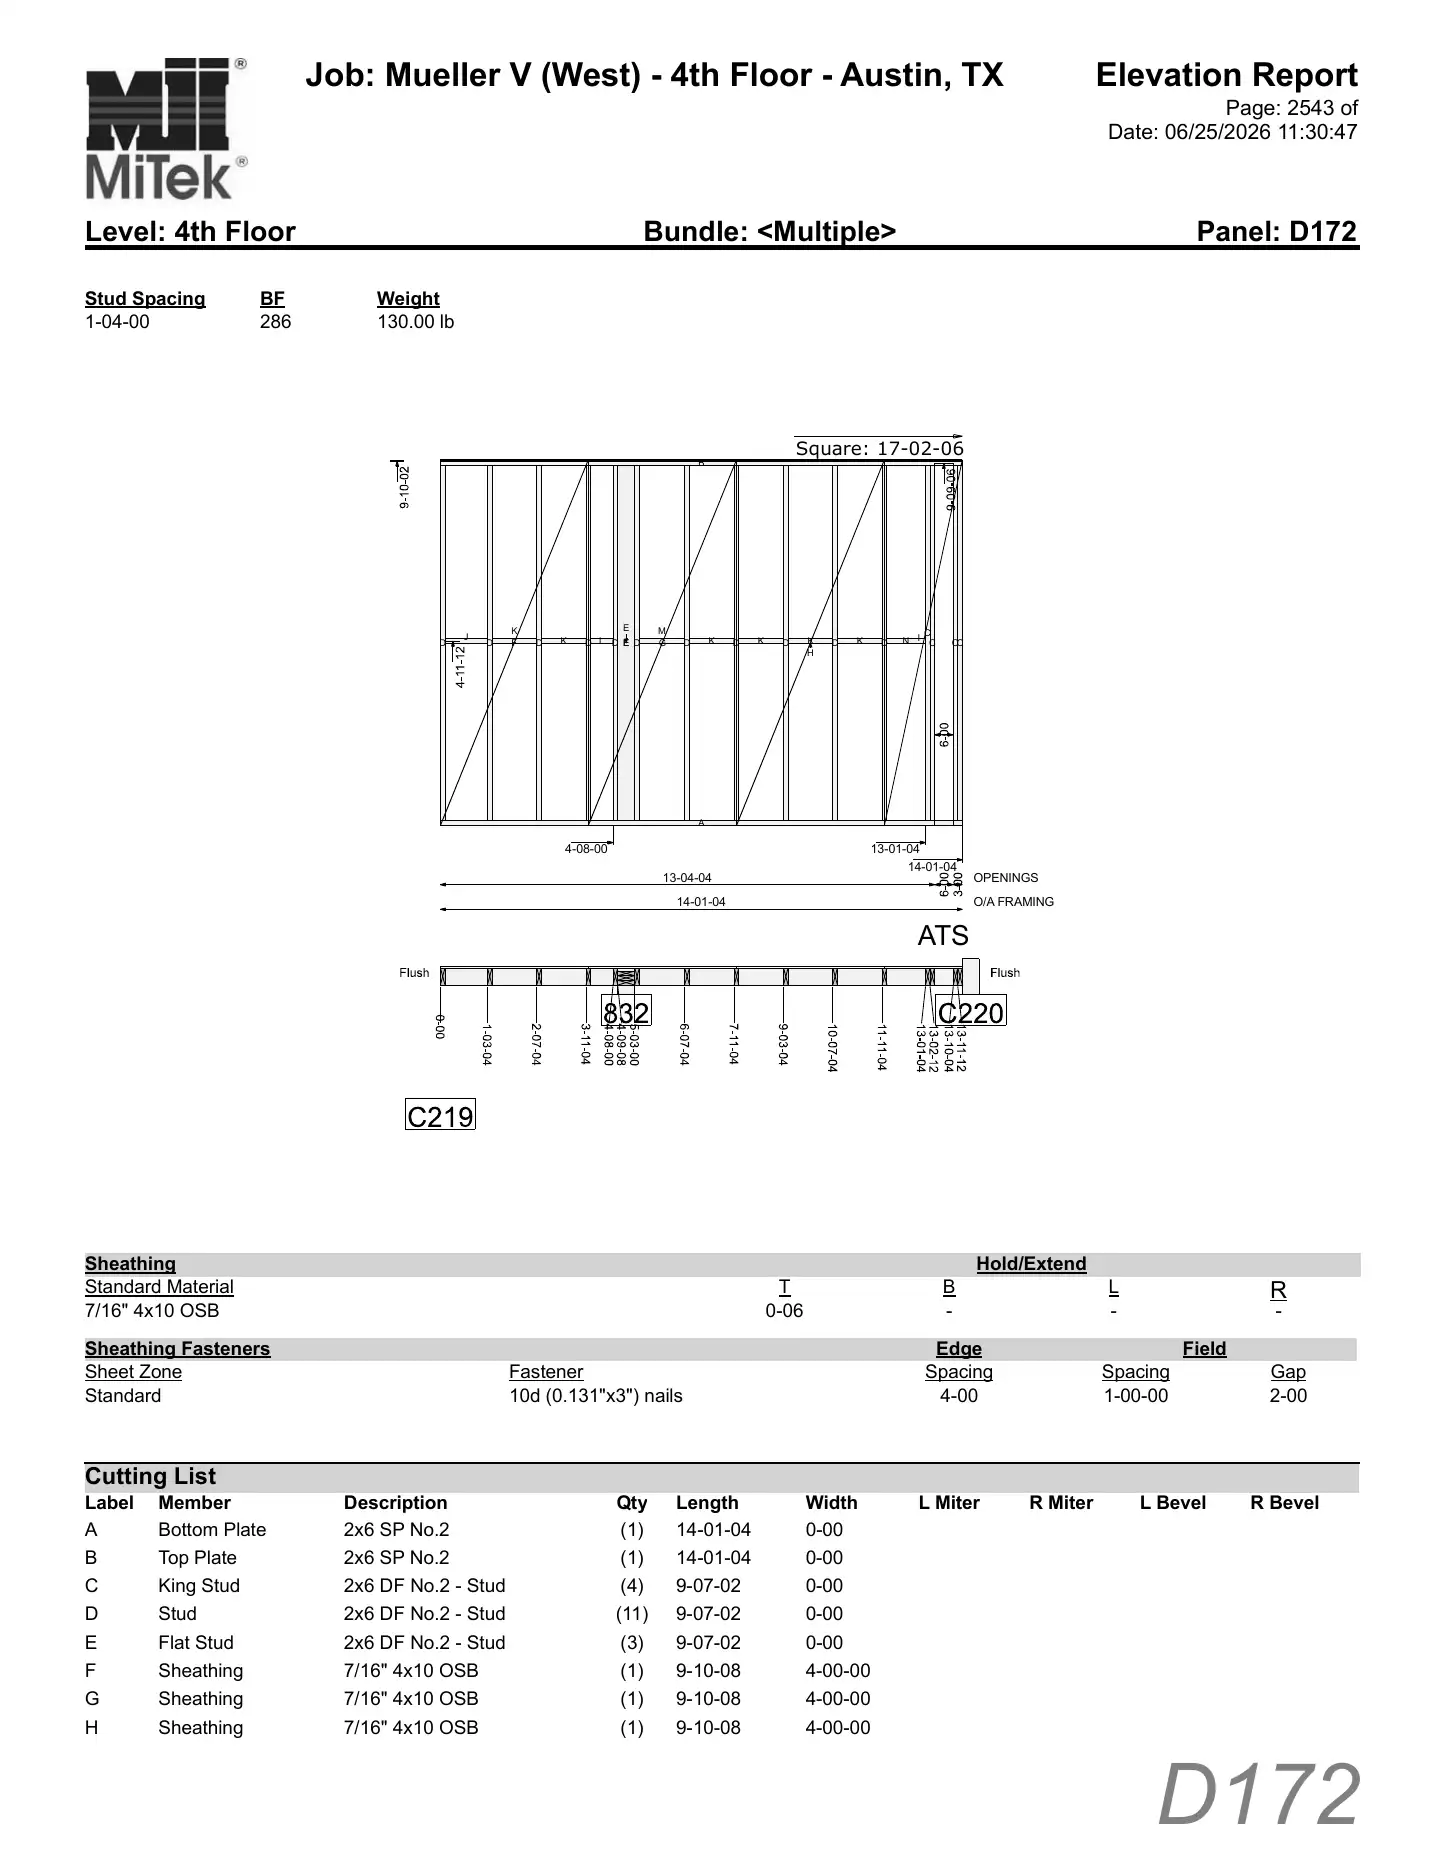 ®
MiTek®
Job: Mueller V (West) - 4th Floor - Austin, TX
Elevation Report
Page: 2543 of
Date: 06/25/2026 11:30:47
Level: 4th Floor Bundle: <Multiple> Panel: D172
Stud Spacing BF Weight
1-04-00 286 130.00 lb
Square: 17-02-06
9-10-02
9-09-06
K E M
J K I E G K K K N I
H
4-11-12
6-00
A
4-08-00 13-01-04
14-01-04
13-04-04 6-00 3-00 OPENINGS
14-01-04 O/A FRAMING
ATS
Flush Flush
832 C220
0-00 1-03-04 2-07-04 3-11-04 4-08-00 4-09-08 5-03-00 6-07-04 7-11-04 9-03-04 10-07-04 11-11-04 13-01-04 13-02-12 13-10-04 13-11-12
C219
Sheathing Hold/Extend
Standard Material T B L R
7/16" 4x10 OSB 0-06 - - -
Sheathing Fasteners Edge Field
Sheet Zone Fastener Spacing Spacing Gap
Standard 10d (0.131"x3") nails 4-00 1-00-00 2-00
Cutting List
Label Member Description Qty Length Width L Miter R Miter L Bevel R Bevel
A Bottom Plate 2x6 SP No.2 (1) 14-01-04 0-00
B Top Plate 2x6 SP No.2 (1) 14-01-04 0-00
C King Stud 2x6 DF No.2 - Stud (4) 9-07-02 0-00
D Stud 2x6 DF No.2 - Stud (11) 9-07-02 0-00
E Flat Stud 2x6 DF No.2 - Stud (3) 9-07-02 0-00
F Sheathing 7/16" 4x10 OSB (1) 9-10-08 4-00-00
G Sheathing 7/16" 4x10 OSB (1) 9-10-08 4-00-00
H Sheathing 7/16" 4x10 OSB (1) 9-10-08 4-00-00
D172